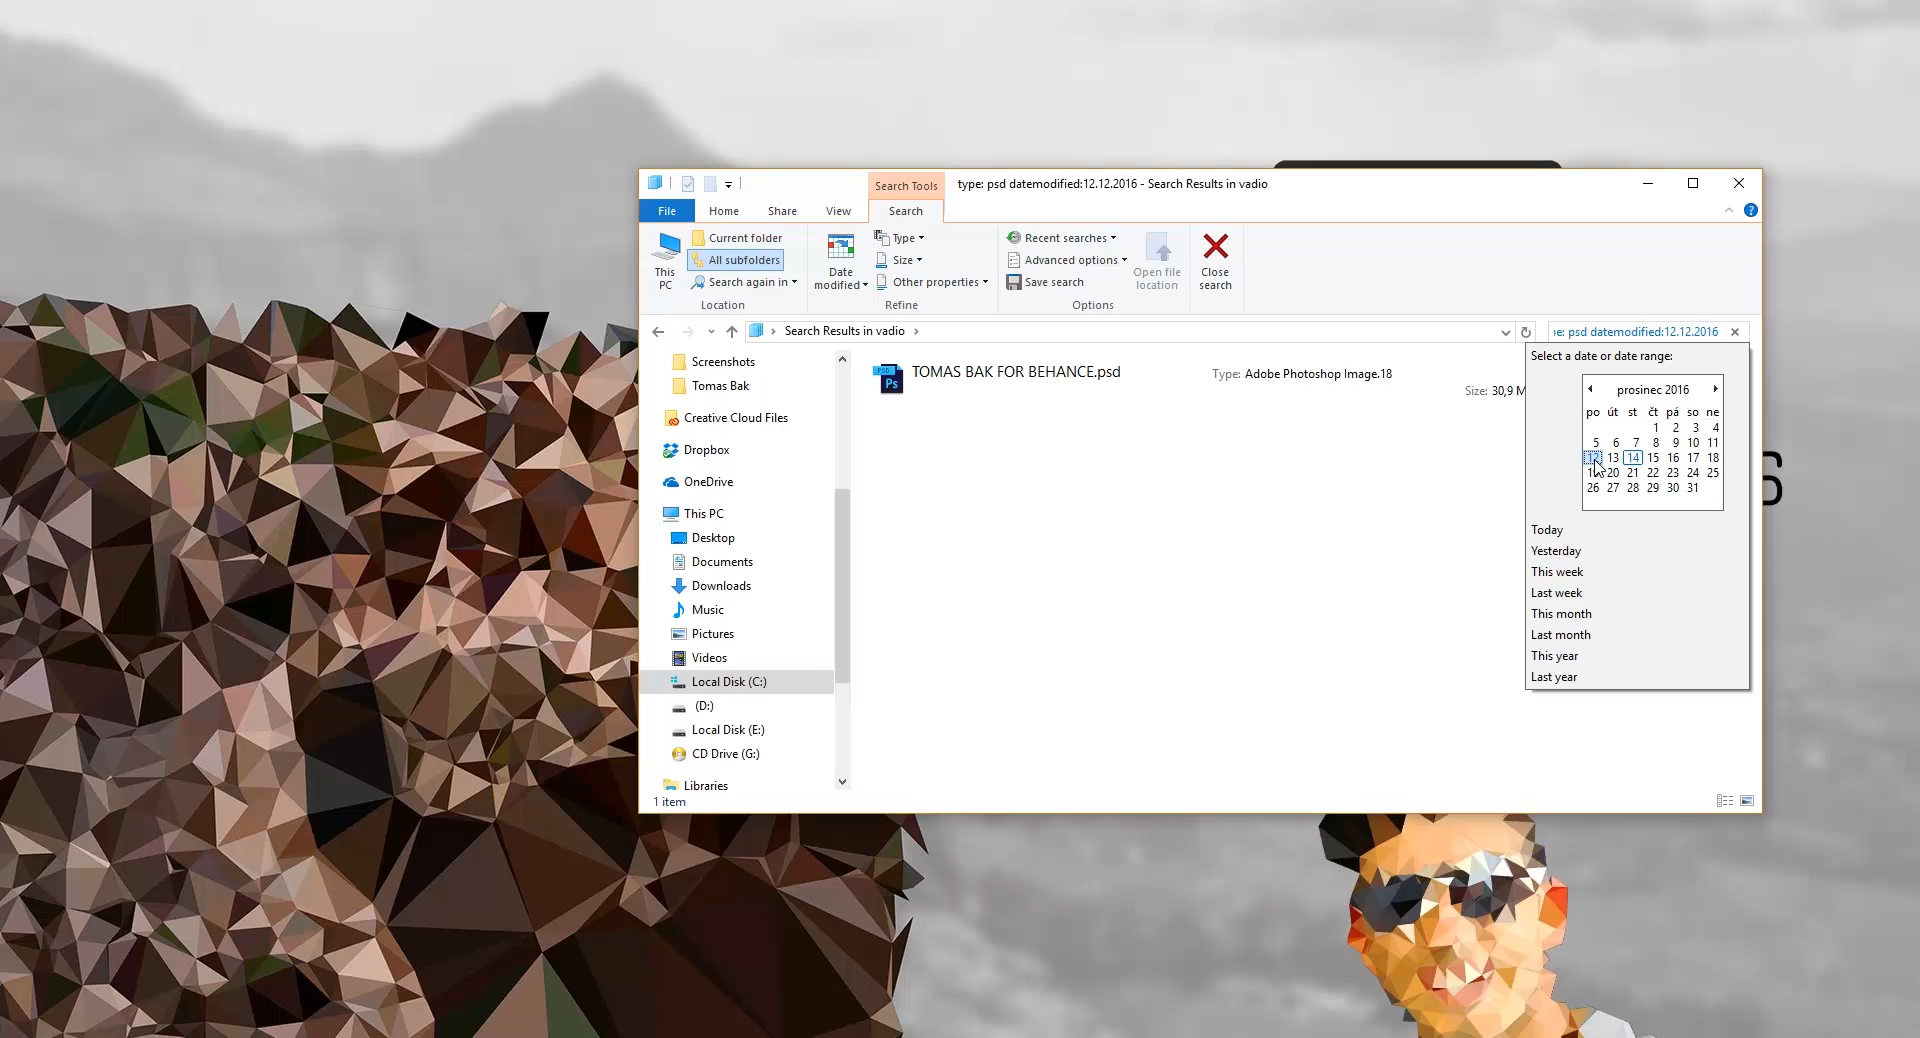 Search Tools
type: psd datemodified:12.12.2016 - Search Results in vadio
File
Home
Share
View
Search
This PC
Current folder
All subfolders
Search again in
Location
Date modified
Type
Size
Other properties
Refine
Recent searches
Advanced options
Save search
Open file location
Options
Close search
Search Results in vadio
e: psd datemodified:12.12.2016
Screenshots
Tomas Bak
Creative Cloud Files
Dropbox
OneDrive
This PC
Desktop
Documents
Downloads
Music
Pictures
Videos
Local Disk (C:)
(D:)
Local Disk (E:)
CD Drive (G:)
Libraries
1 item
PSD
Ps
TOMAS BAK FOR BEHANCE.psd
Type: Adobe Photoshop Image.18
Size: 30,9 M
Select a date or date range:
prosinec 2016
po út st čt pá so ne
1 2 3 4
5 6 7 8 9 10 11
12 13 14 15 16 17 18
20 21 22 23 24 25
26 27 28 29 30 31
Today
Yesterday
This week
Last week
This month
Last month
This year
Last year